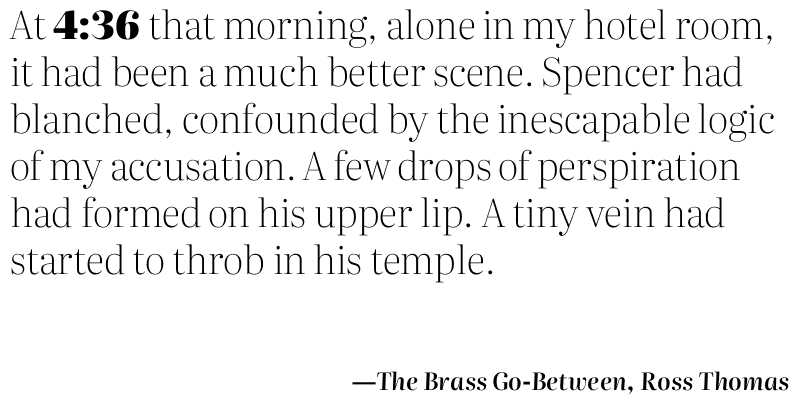 At 4:36 that morning, alone in my hotel room,
it had been a much better scene. Spencer had
blanched, confounded by the inescapable logic
of my accusation. A few drops of perspiration
had formed on his upper lip. A tiny vein had
started to throb in his temple.
—The Brass Go-Between, Ross Thomas